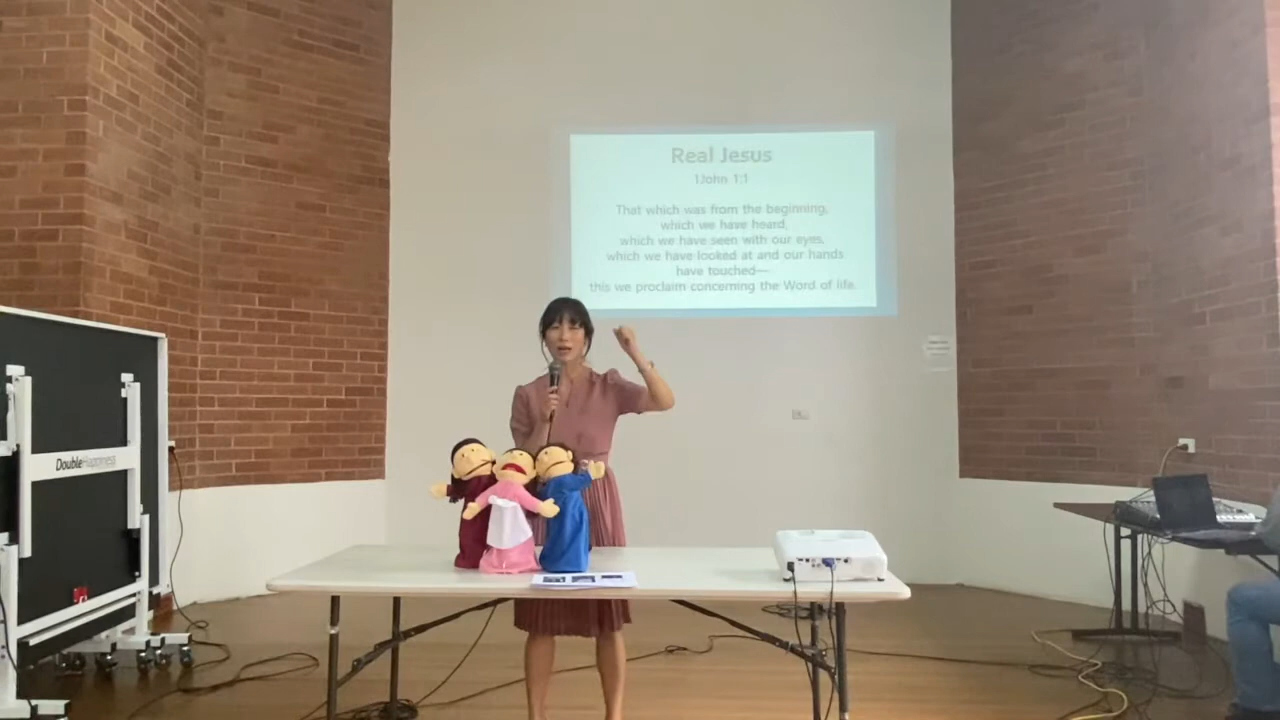 Real Jesus
1John 1:1
That which was from the beginning,
which we have heard,
which we have seen with our eyes,
which we have looked at and our hands
have touched—
this we proclaim concerning the Word of life.
DoubleHappiness